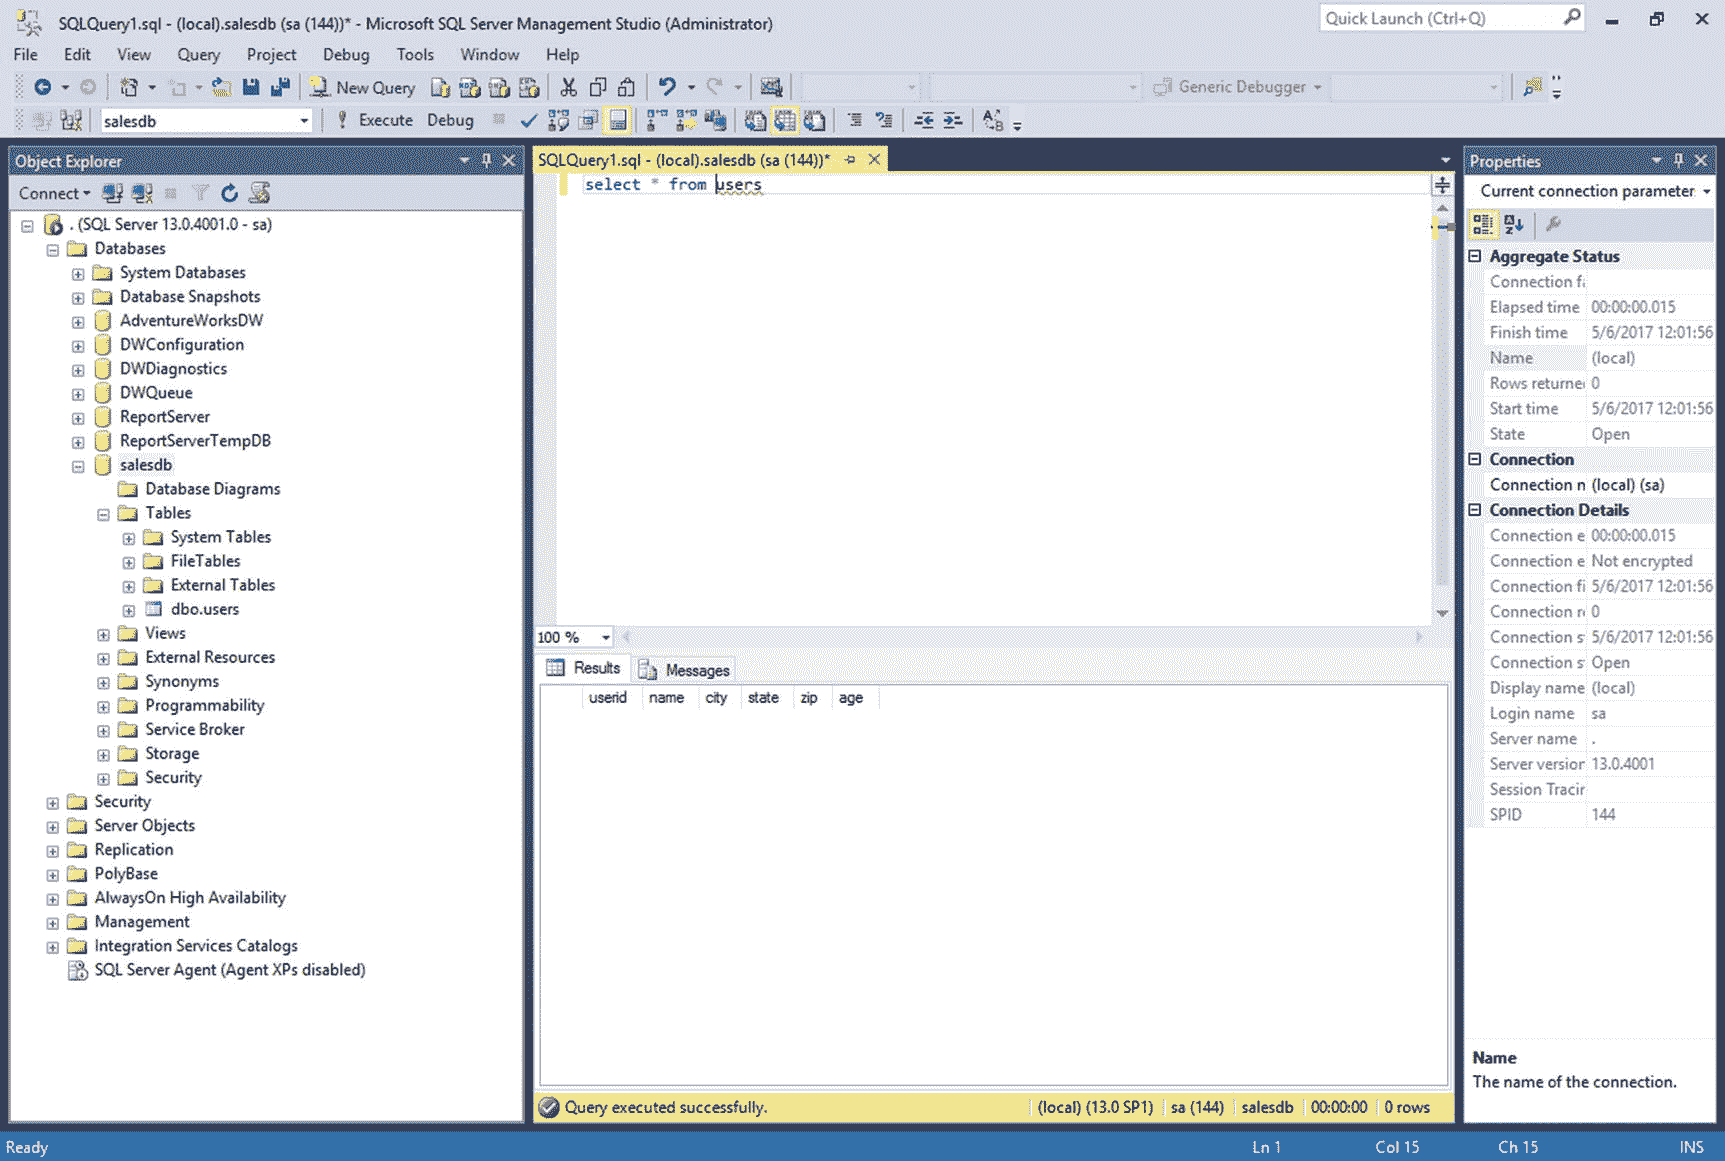 SQLQuery1.sql - (local).salesdb (sa (144))* - Microsoft SQL Server Management Studio (Administrator)
Quick Launch (Ctrl+Q)
File Edit View Query Project Debug Tools Window Help
New Query
Generic Debugger
salesdb
Execute Debug
Object Explorer
Connect
. (SQL Server 13.0.4001.0 - sa)
Databases
System Databases
Database Snapshots
AdventureWorksDW
DWConfiguration
DWDiagnostics
DWQueue
ReportServer
ReportServerTempDB
salesdb
Database Diagrams
Tables
System Tables
FileTables
External Tables
dbo.users
Views
External Resources
Synonyms
Programmability
Service Broker
Storage
Security
Security
Server Objects
Replication
PolyBase
AlwaysOn High Availability
Management
Integration Services Catalogs
SQL Server Agent (Agent XPs disabled)
SQLQuery1.sql - (local).salesdb (sa (144))*
select * from users
100 %
Results Messages
userid name city state zip age
Query executed successfully.
(local) (13.0 SP1) sa (144) salesdb 00:00:00 0 rows
Properties
Current connection parameter
Aggregate Status
Connection fa
Elapsed time 00:00:00.015
Finish time 5/6/2017 12:01:56
Name (local)
Rows returne 0
Start time 5/6/2017 12:01:56
State Open
Connection
Connection n (local) (sa)
Connection Details
Connection e 00:00:00.015
Connection e Not encrypted
Connection fi 5/6/2017 12:01:56
Connection r 0
Connection s 5/6/2017 12:01:56
Connection s Open
Display name (local)
Login name sa
Server name .
Server version 13.0.4001
Session Tracin
SPID 144
Name
The name of the connection.
Ready
Ln 1 Col 15 Ch 15 INS